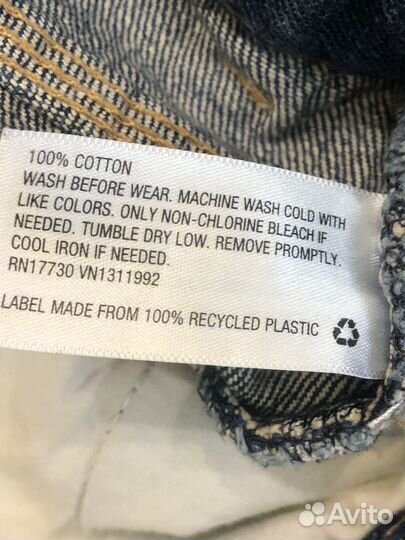 100% COTTON
WASH BEFORE WEAR. MACHINE WASH COLD WITH
LIKE COLORS. ONLY NON-CHLORINE BLEACH IF
NEEDED. TUMBLE DRY LOW. REMOVE PROMPTLY.
COOL IRON IF NEEDED.
RN17730 VN1311992
LABEL MADE FROM 100% RECYCLED PLASTIC
Avito